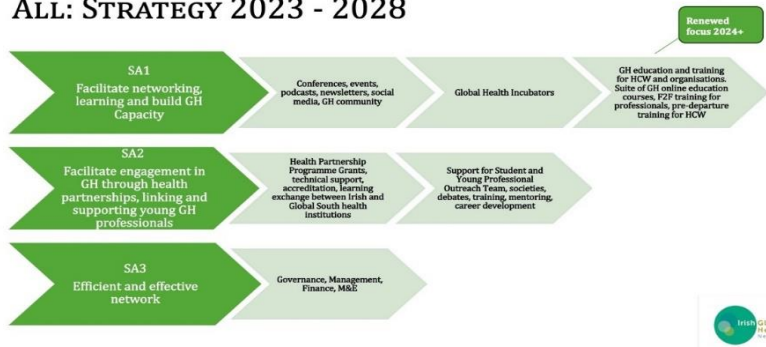 ALL: STRATEGY 2023 - 2028
Renewed
focus 2024+
SA1
Facilitate networking,
learning and build GH
Capacity
Conferences, events,
podcasts, newsletters, social
media, GH community
Global Health Incubators
GH education and training
for HCW and organisations.
Suite of GH online education
courses, F2F training for
professionals, pre-departure
training for HCW
SA2
Facilitate engagement in
GH through health
partnerships, linking and
supporting young GH
professionals
Health Partnership
Programme Grants,
technical support,
accreditation, learning
exchange between Irish and
Global South health
institutions
Support for Student and
Young Professional
Outreach Team, societies,
debates, training, mentoring,
career development
SA3
Efficient and effective
network
Governance, Management,
Finance, M&E
Irish